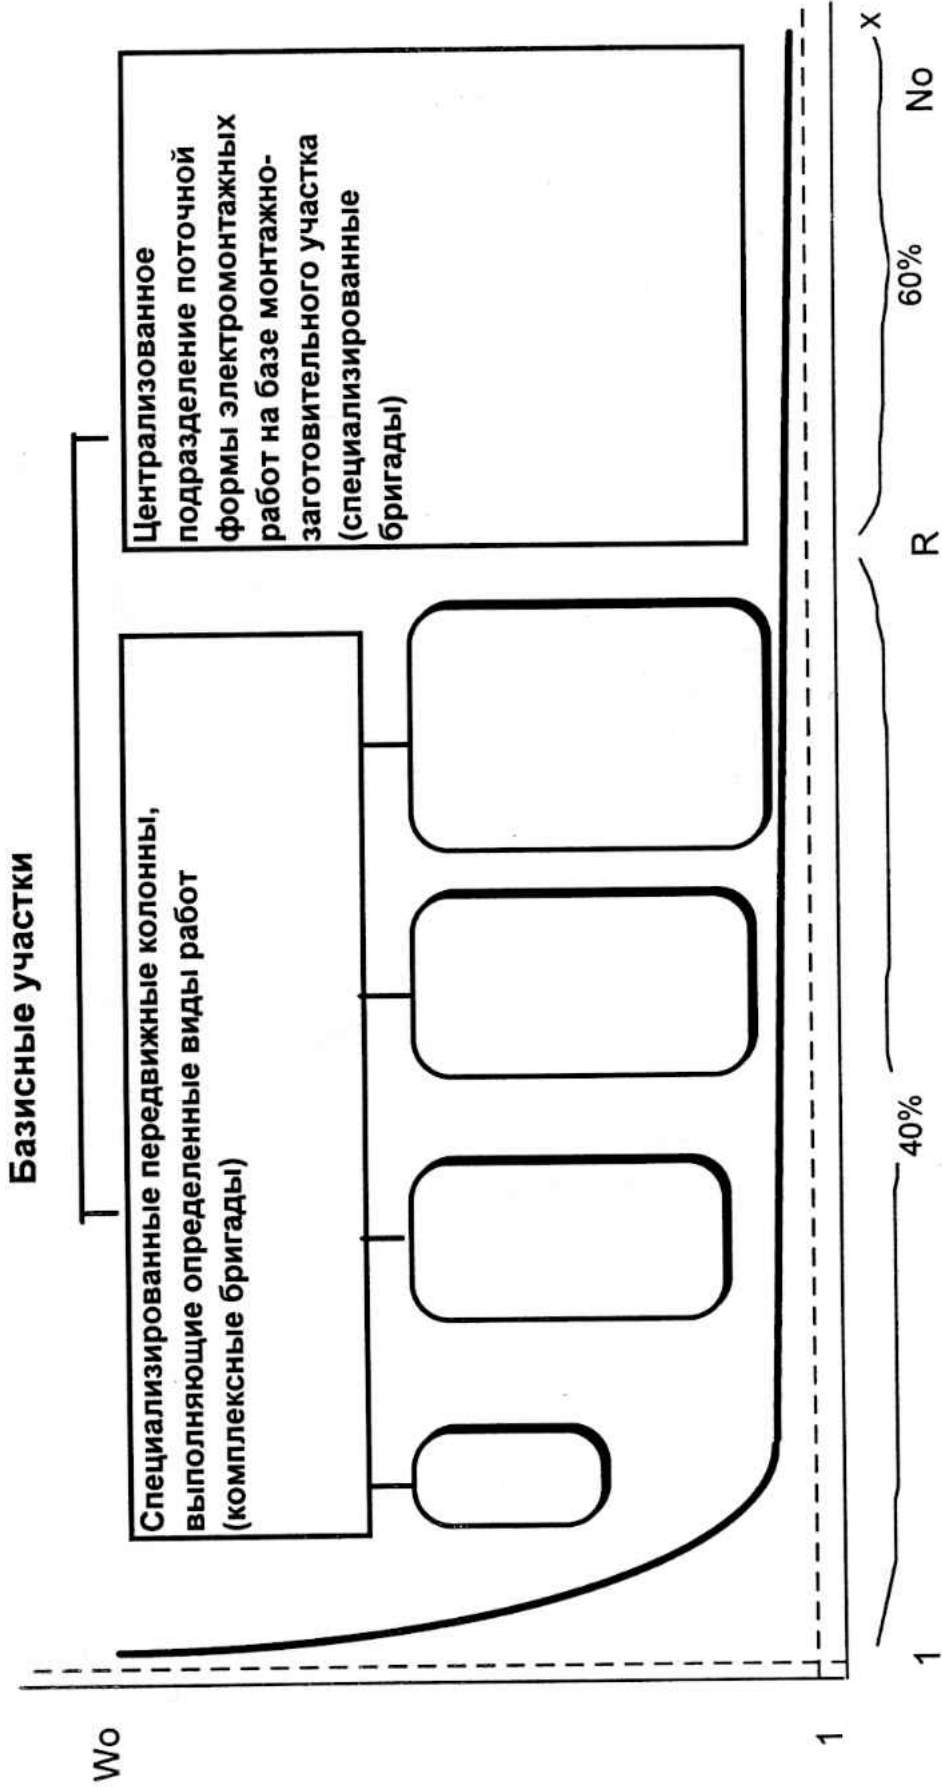 Базисные участки
Специализированные передвижные колонны,
выполняющие определенные виды работ
(комплексные бригады)
Централизованное
подразделение поточной
формы электромонтажных
работ на базе монтажно-
заготовительного участка
(специализированные
бригады)
Wo
1
1
40%
R
60%
No
x